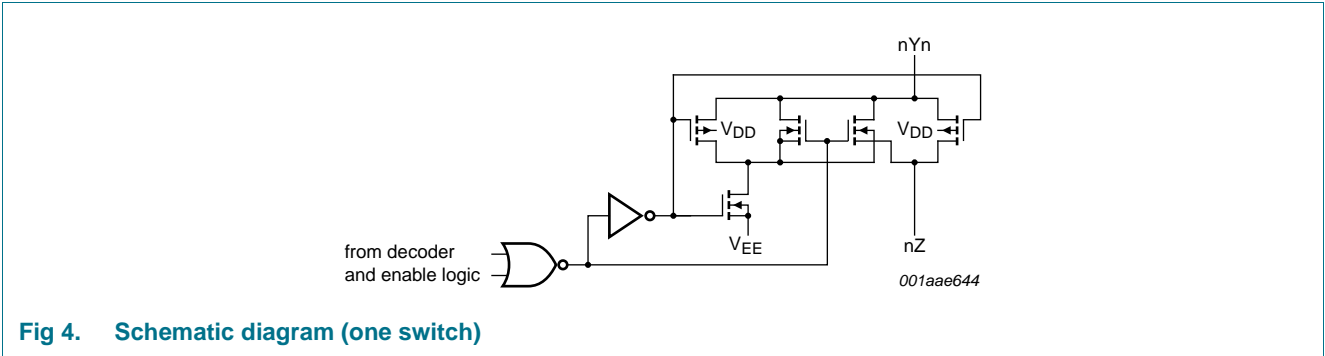 nYn
VDD
VDD
VEE
from decoder
and enable logic
nZ
001aae644
Fig 4. Schematic diagram (one switch)